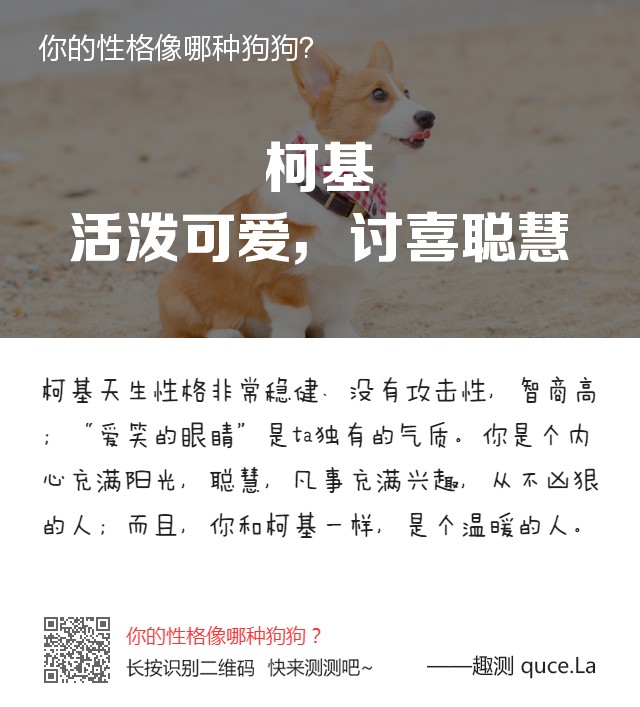 你的性格像哪种狗狗?
柯基
活泼可爱，讨喜聪慧
柯基天生性格非常稳健、没有攻击性，智商高
；“爱笑的眼睛”是ta独有的气质。你是个内
心充满阳光，聪慧，凡事充满兴趣，从不凶狠
的人；而且，你和柯基一样，是个温暖的人。
你的性格像哪种狗狗？
长按识别二维码 快来测测吧~
——趣测 quce.La